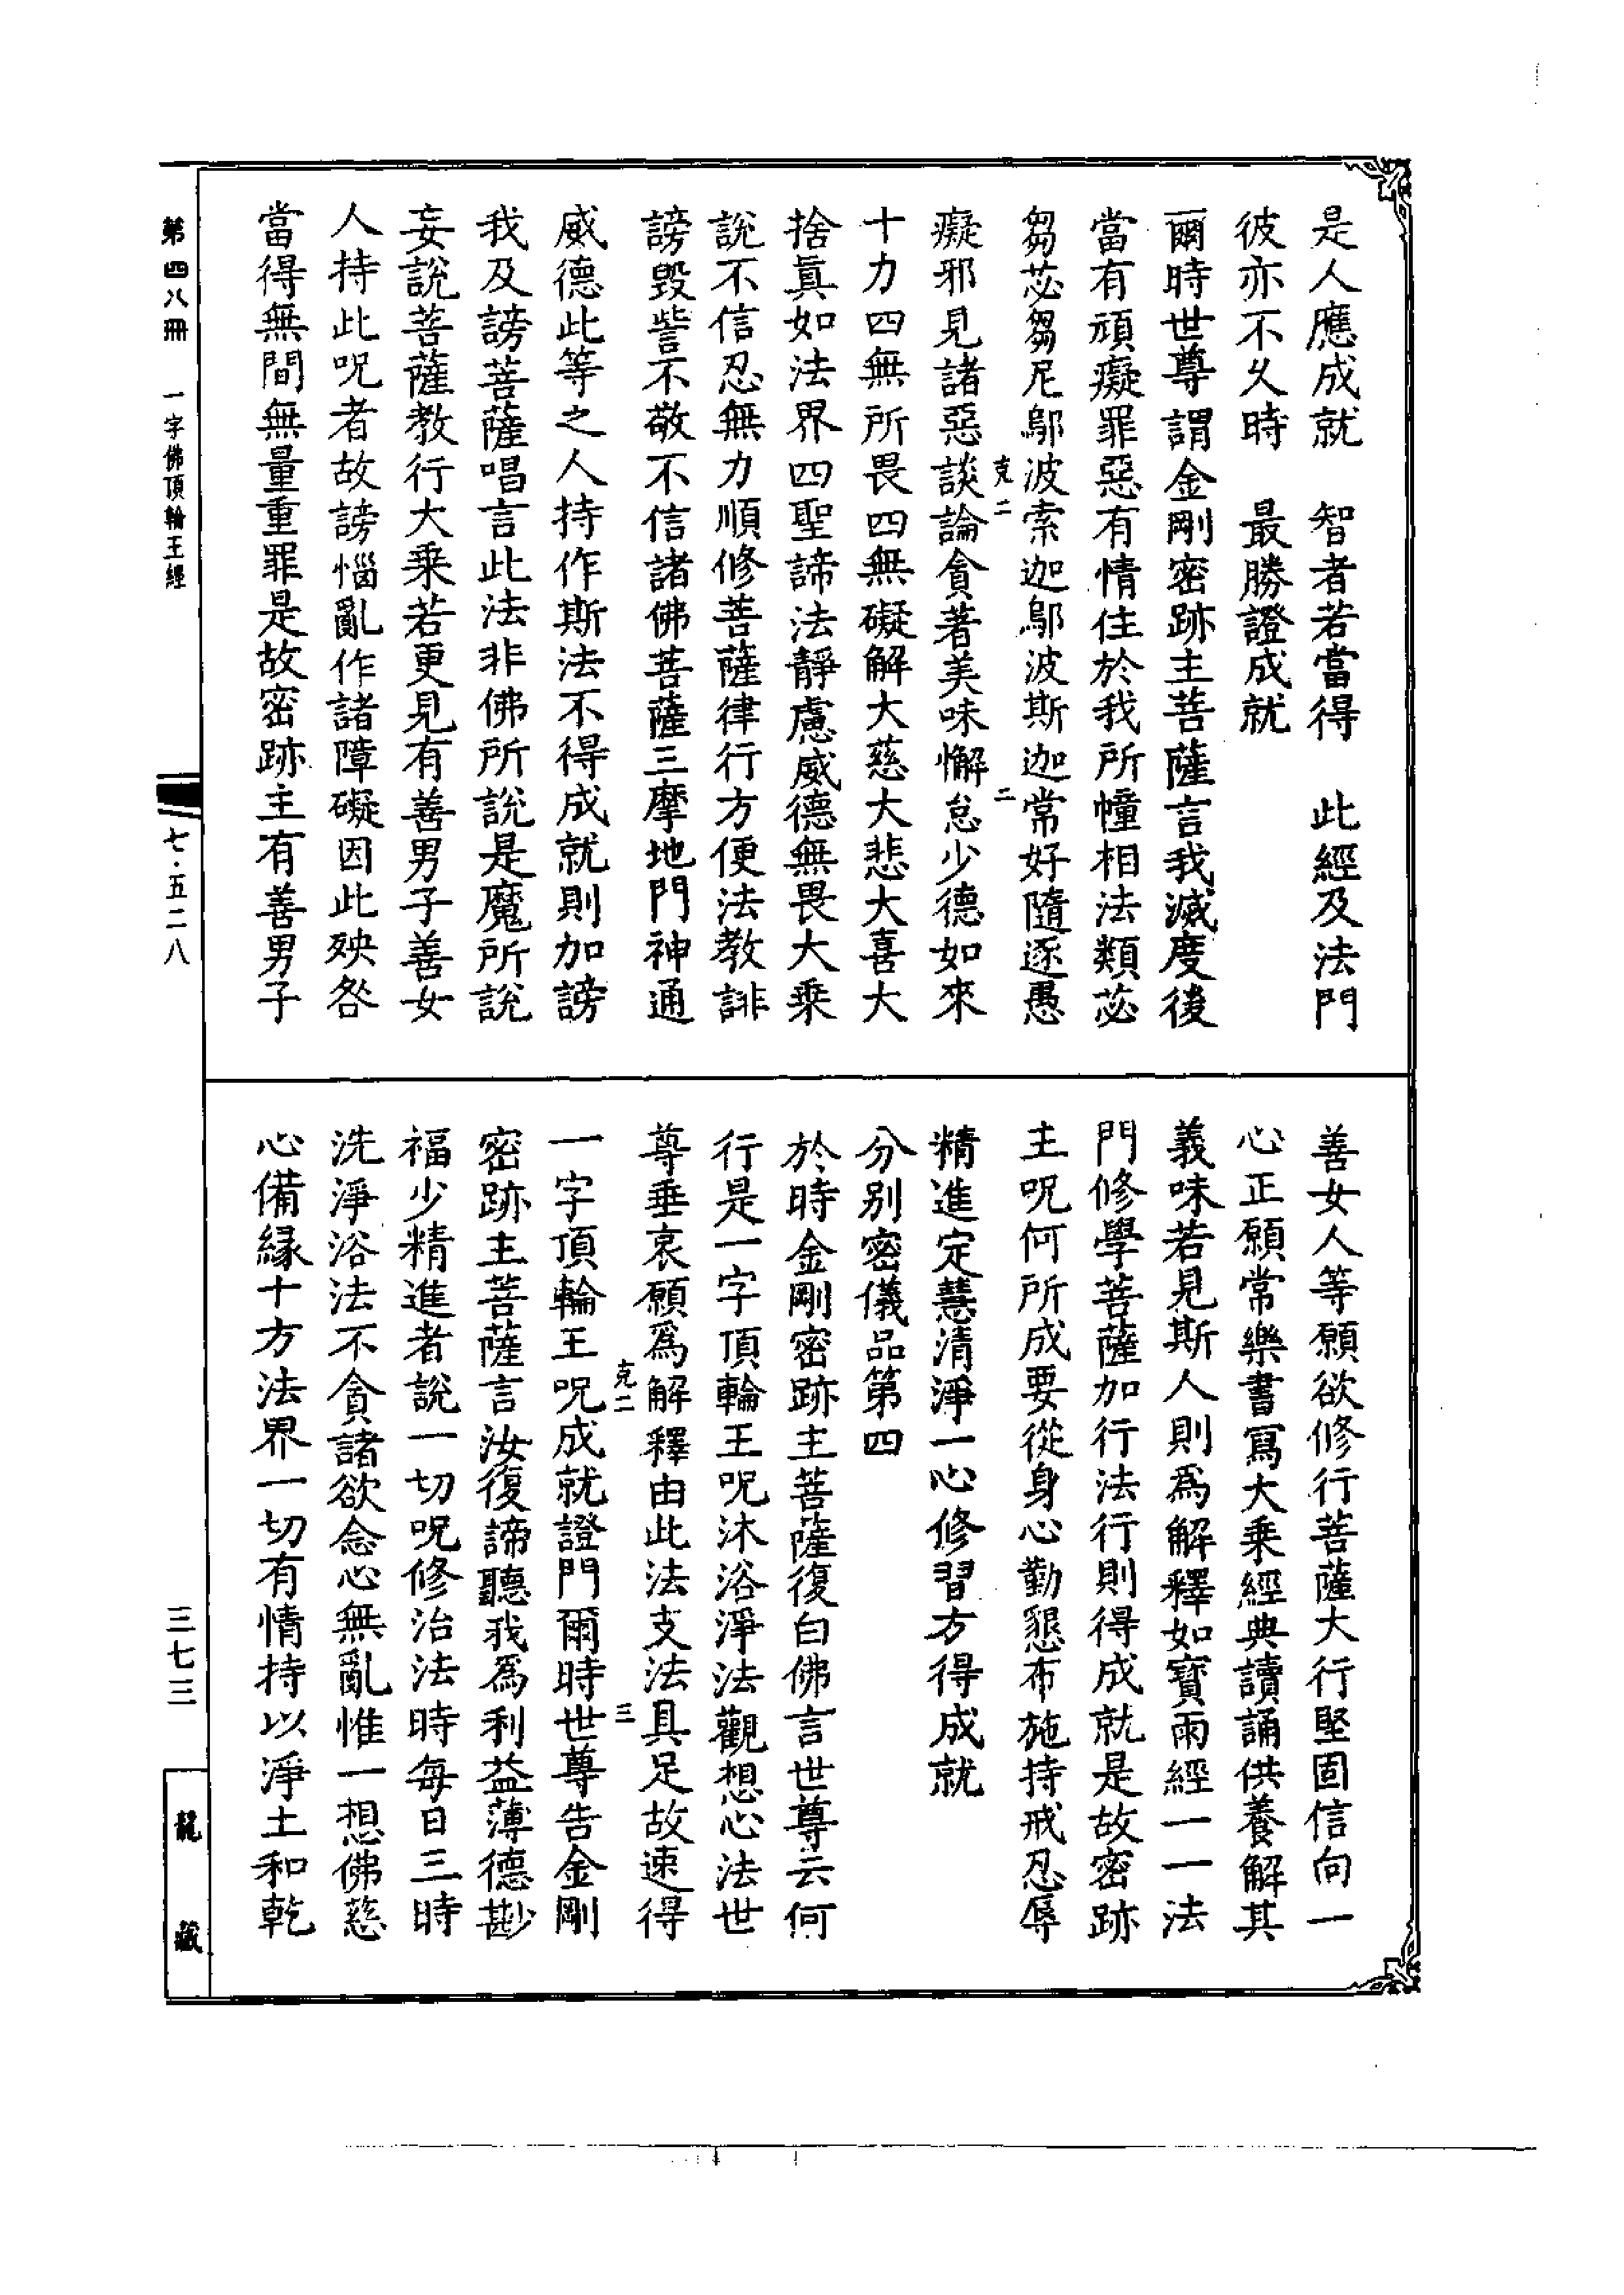 是人應成就　智者若當得　此經及法門
彼亦不久時　最勝證成就
爾時世尊謂金剛密跡主菩薩言我滅度後
當有頑癡罪惡有情住於我所幢相法類苾
芻苾芻尼鄔波索迦鄔波斯迦常好隨逐愚
克二　二
癡邪見諸惡談論貪著美味懈怠少德如來
十力四無所畏四無礙解大慈大悲大喜大
捨真如法界四聖諦法靜慮威德無畏大乗
說不信忍無力順修菩薩律行方便法教誹
謗毀訾不敬不信諸佛菩薩三摩地門神通
威德此等之人持作斯法不得成就則加謗
我及謗菩薩唱言此法非佛所說是魔所說
妄說菩薩教行大乗若更見有善男子善女
人持此呪者故謗惱亂作諸障礙因此殃咎
當得無間無量重罪是故密跡主有善男子
善女人等願欲修行菩薩大行堅固信向一
心正願常樂書寫大乗經典讀誦供養解其
義味若見斯人則爲解釋如寶雨經一一法
門修學菩薩加行法行則得成就是故密跡
主呪何所成要從身心勤懇布施持戒忍辱
精進定慧清淨一心修習方得成就
分別密儀品第四
於時金剛密跡主菩薩復白佛言世尊云何
行是一字頂輪王呪沐浴淨法觀想心法世
尊垂哀願爲解釋由此法支法具足故速得
克二　三
一字頂輪王呪成就證門爾時世尊告金剛
密跡主菩薩言汝復諦聽我爲利益薄德尠
福少精進者說一切呪修治法時每日三時
洗淨浴法不貪諸欲念心無亂惟一想佛慈
心備緣十方法界一切有情持以淨土和乾
第四八冊　一字佛頂輪王經
七·五二八
三七三
龍藏